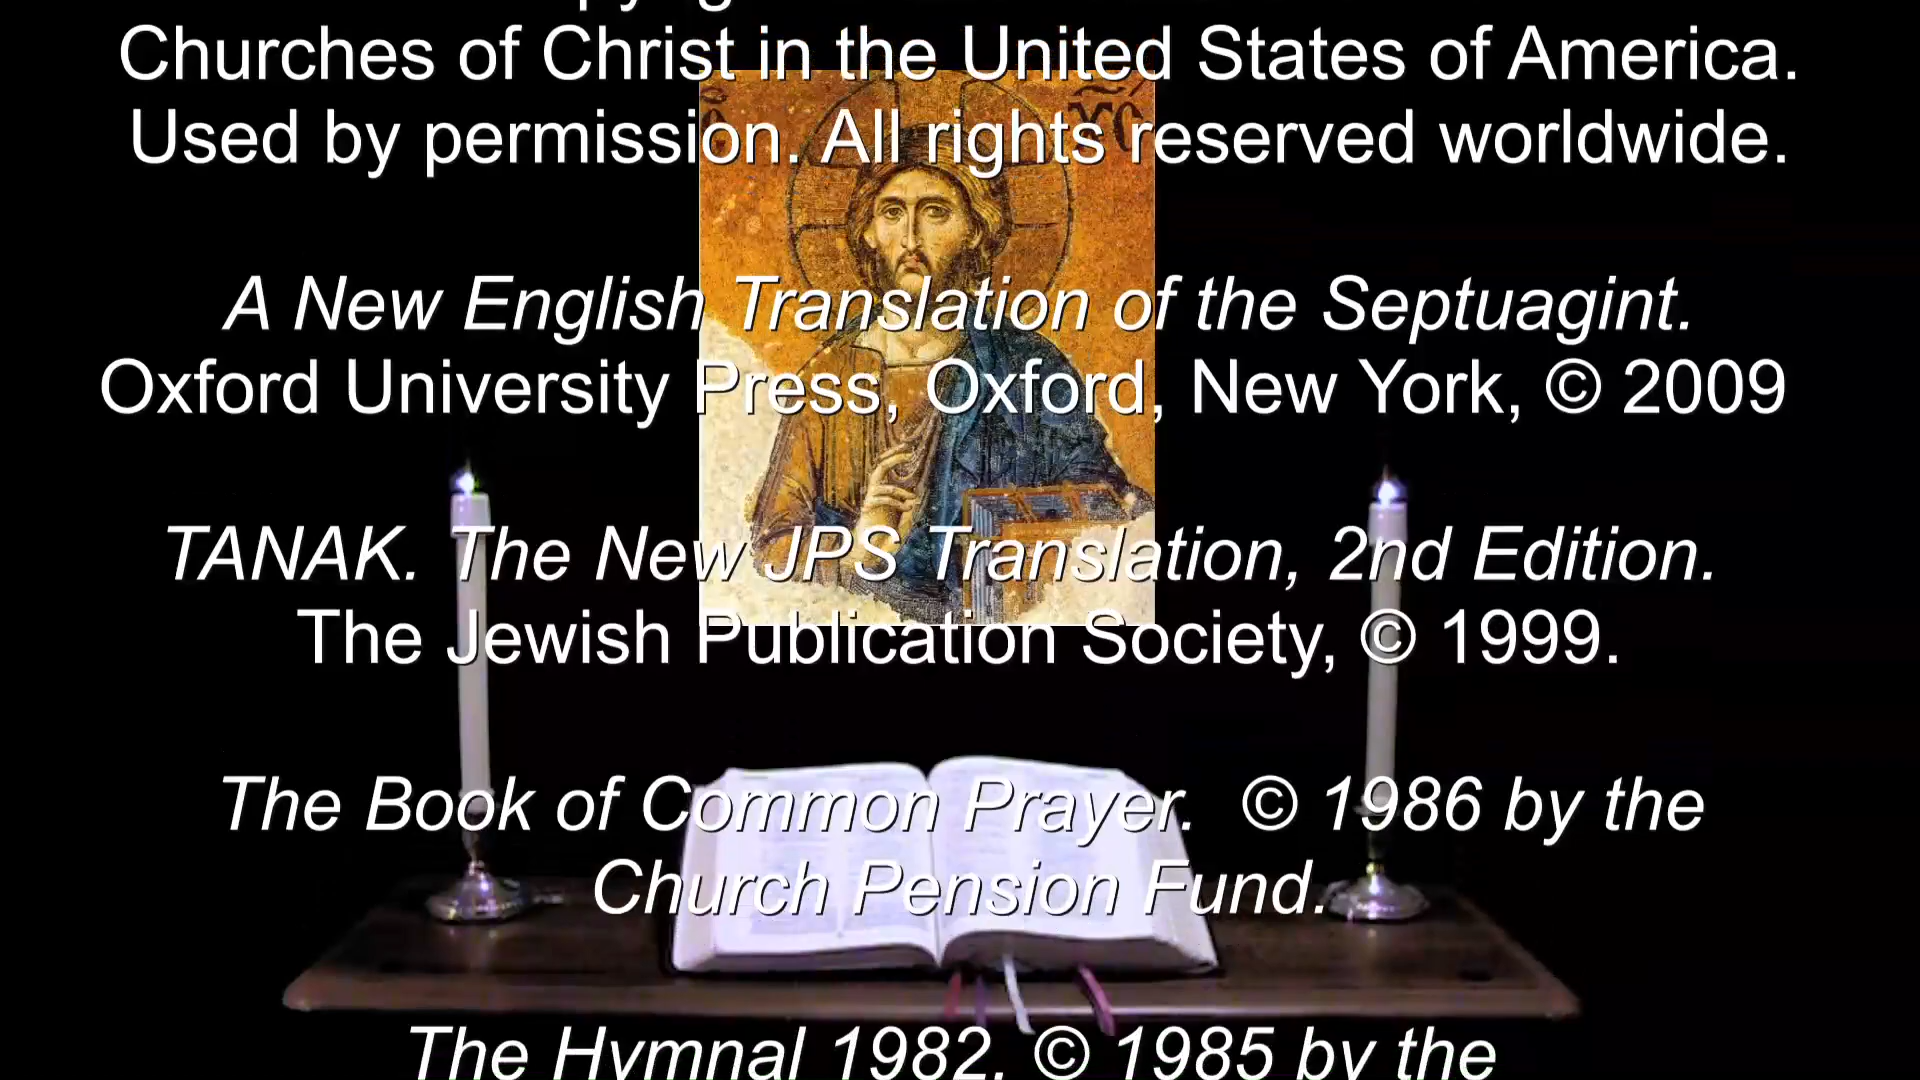 Churches of Christ in the United States of America.
Used by permission. All rights reserved worldwide.
A New English Translation of the Septuagint.
Oxford University Press, Oxford, New York, © 2009
TANAK. The New JPS Translation, 2nd Edition.
The Jewish Publication Society, © 1999.
The Book of Common Prayer. © 1986 by the
Church Pension Fund.
The Hymnal 1982. © 1985 by the